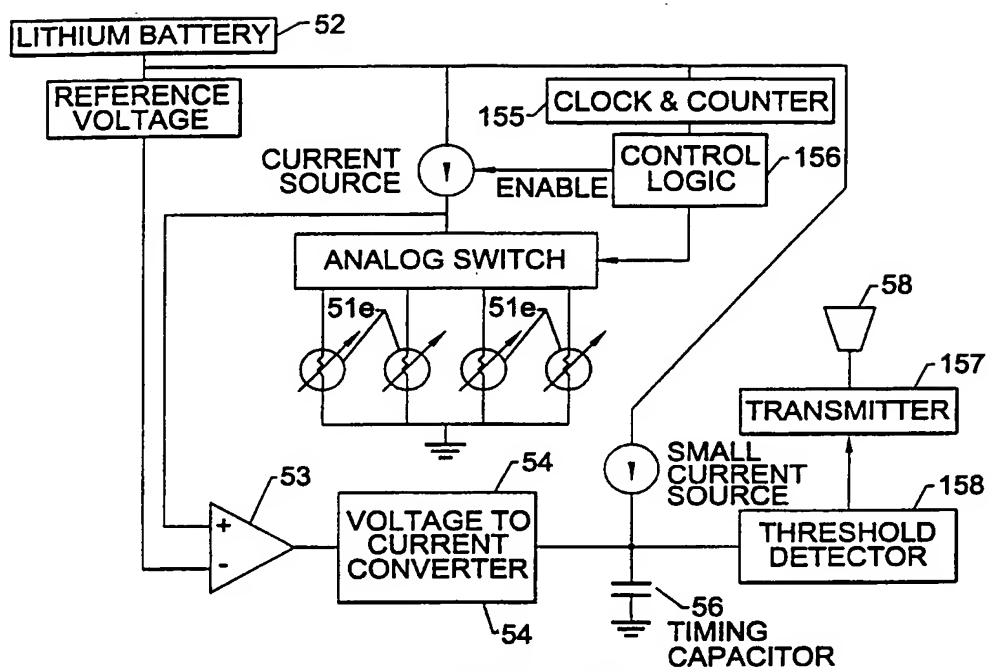 LITHIUM BATTERY
52
REFERENCE
VOLTAGE
155
CLOCK & COUNTER
CURRENT
SOURCE
ENABLE
CONTROL
LOGIC
156
ANALOG SWITCH
51e
51e
58
157
TRANSMITTER
SMALL
CURRENT
SOURCE
158
THRESHOLD
DETECTOR
53
+
-
54
VOLTAGE TO
CURRENT
CONVERTER
54
56
TIMING
CAPACITOR